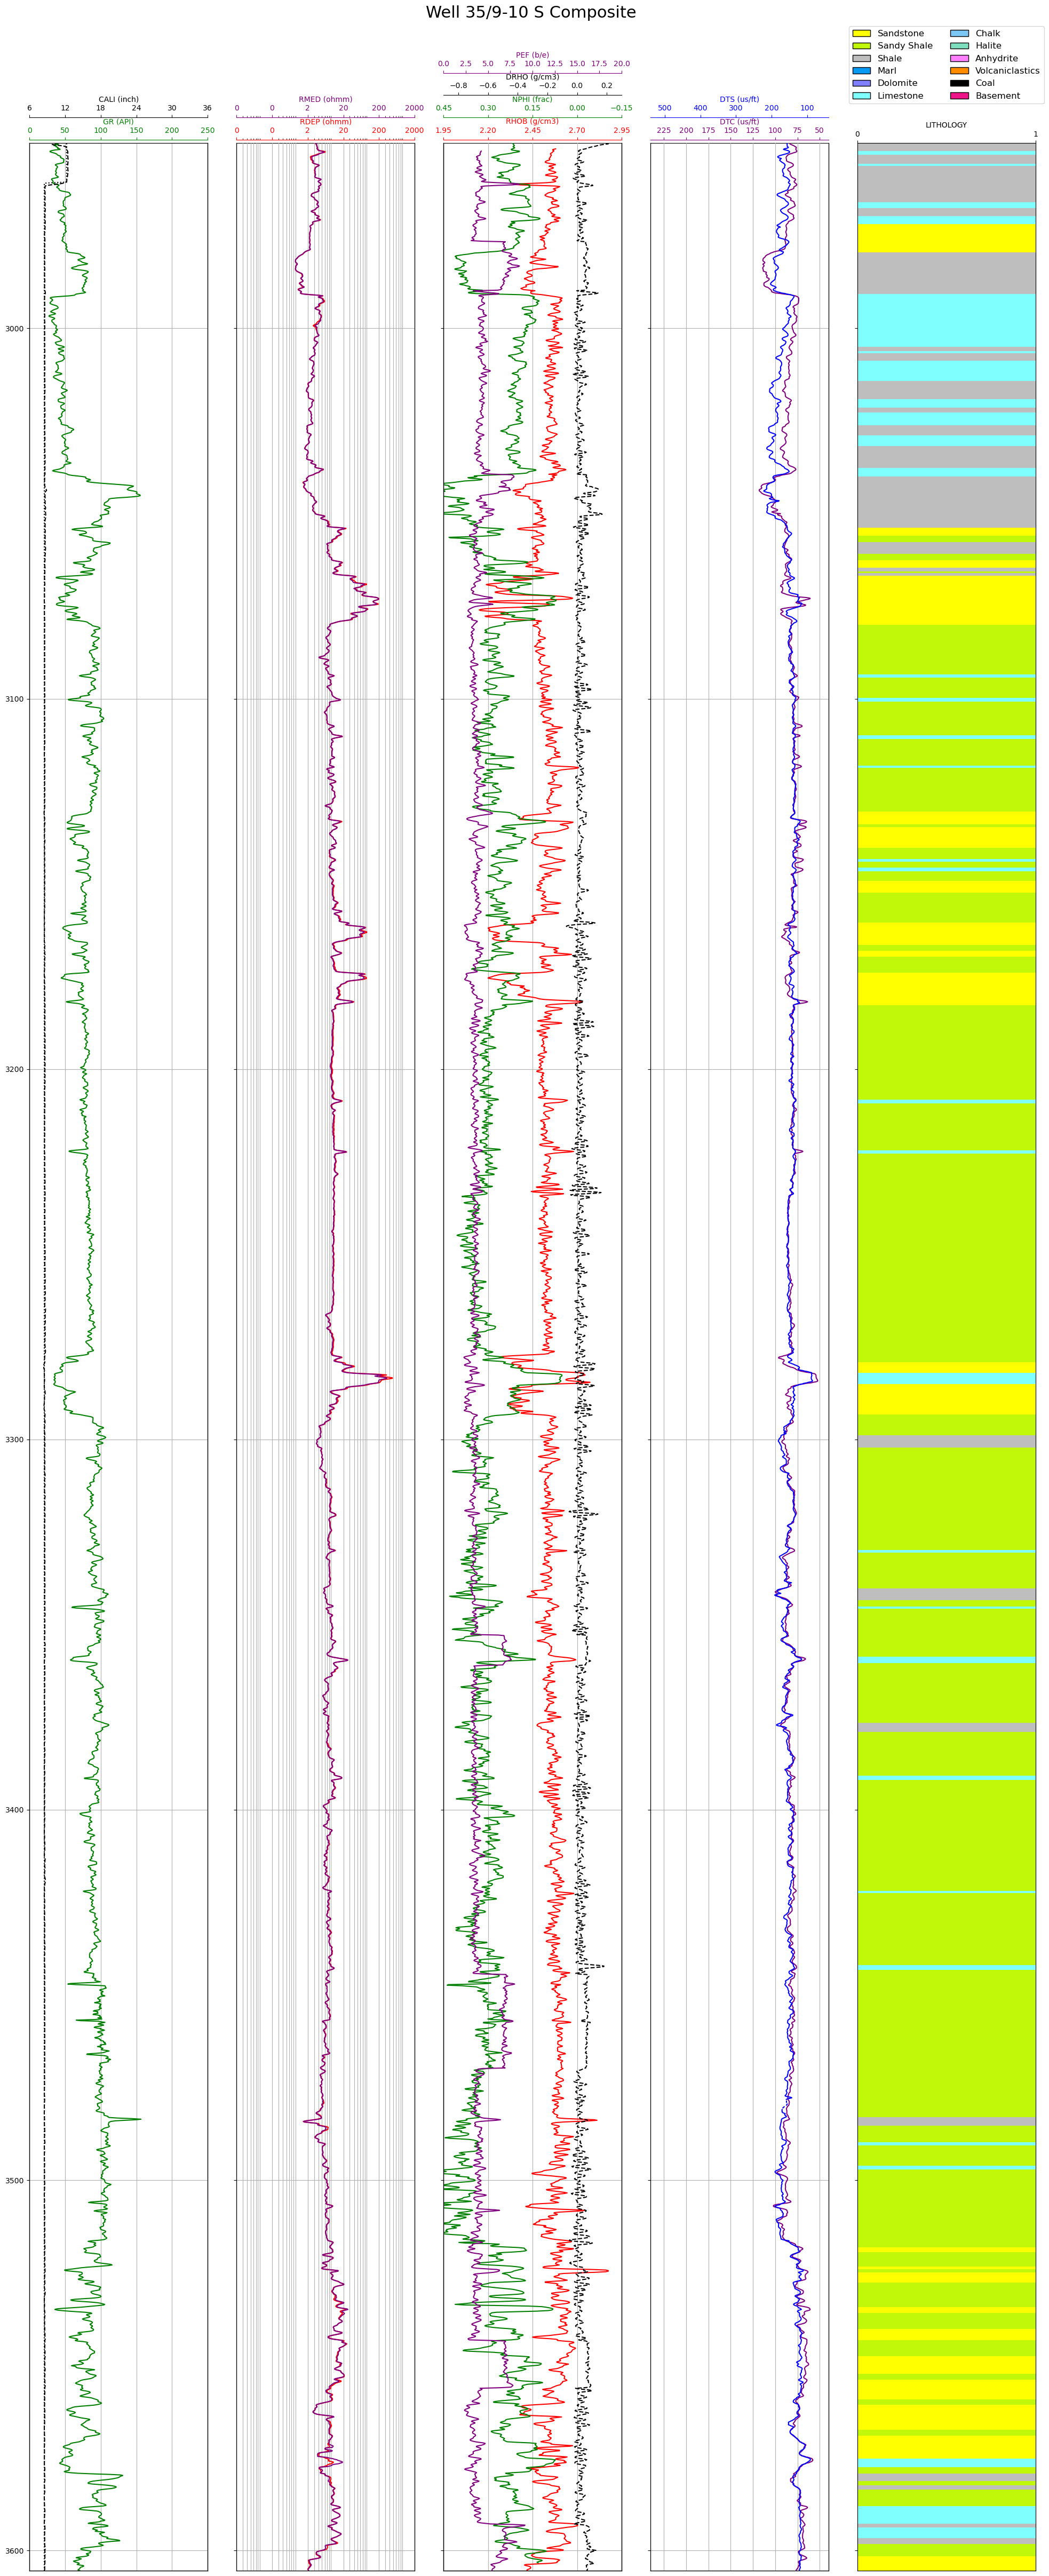 Well 35/9-10 S Composite
Sandstone Chalk
Sandy Shale Halite
Shale Anhydrite
Marl Volcaniclastics
Dolomite Coal
Limestone Basement
PEF (b/e)
0.0 2.5 5.0 7.5 10.0 12.5 15.0 17.5 20.0
DRHO (g/cm3)
−0.8 −0.6 −0.4 −0.2 0.0 0.2
CALI (inch) RMED (ohmm) NPHI (frac) DTS (us/ft)
6 12 18 24 30 36 0 0 2 20 200 2000 0.45 0.30 0.15 0.00 −0.15 500 400 300 200 100
GR (API) RDEP (ohmm) RHOB (g/cm3) DTC (us/ft) LITHOLOGY
0 50 100 150 200 250 0 0 2 20 200 2000 1.95 2.20 2.45 2.70 2.95 225 200 175 150 125 100 75 50 0 1
3000
3100
3200
3300
3400
3500
3600